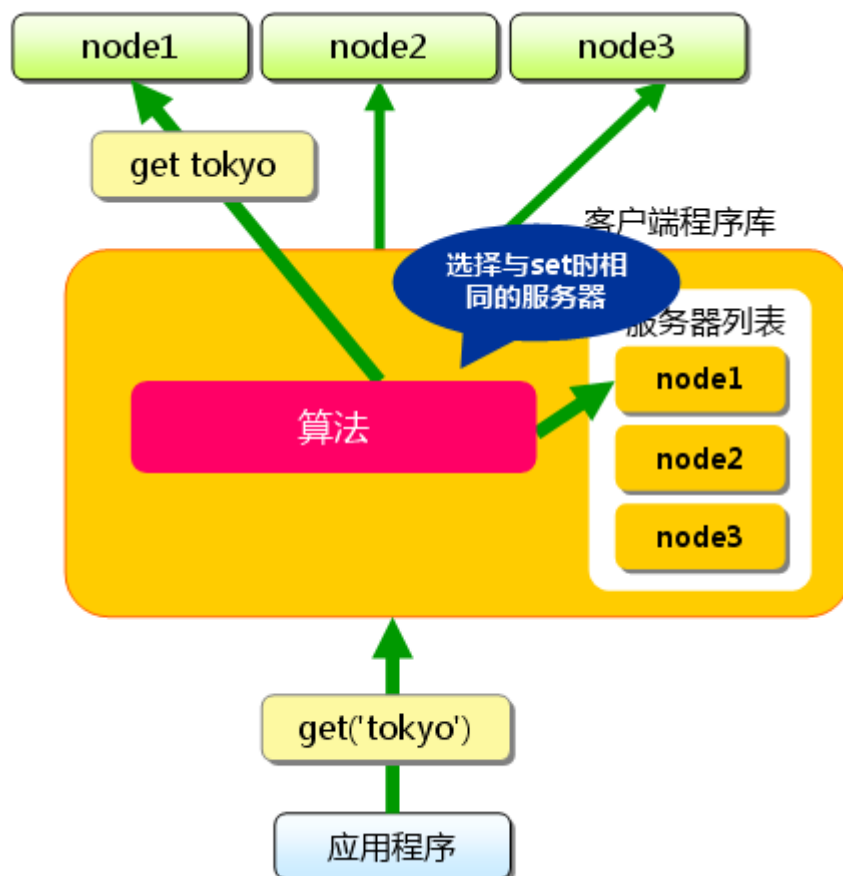 node1
node2
node3
get tokyo
客户端程序库
选择与set时相
同的服务器
服务器列表
node1
算法
node2
node3
get('tokyo')
应用程序